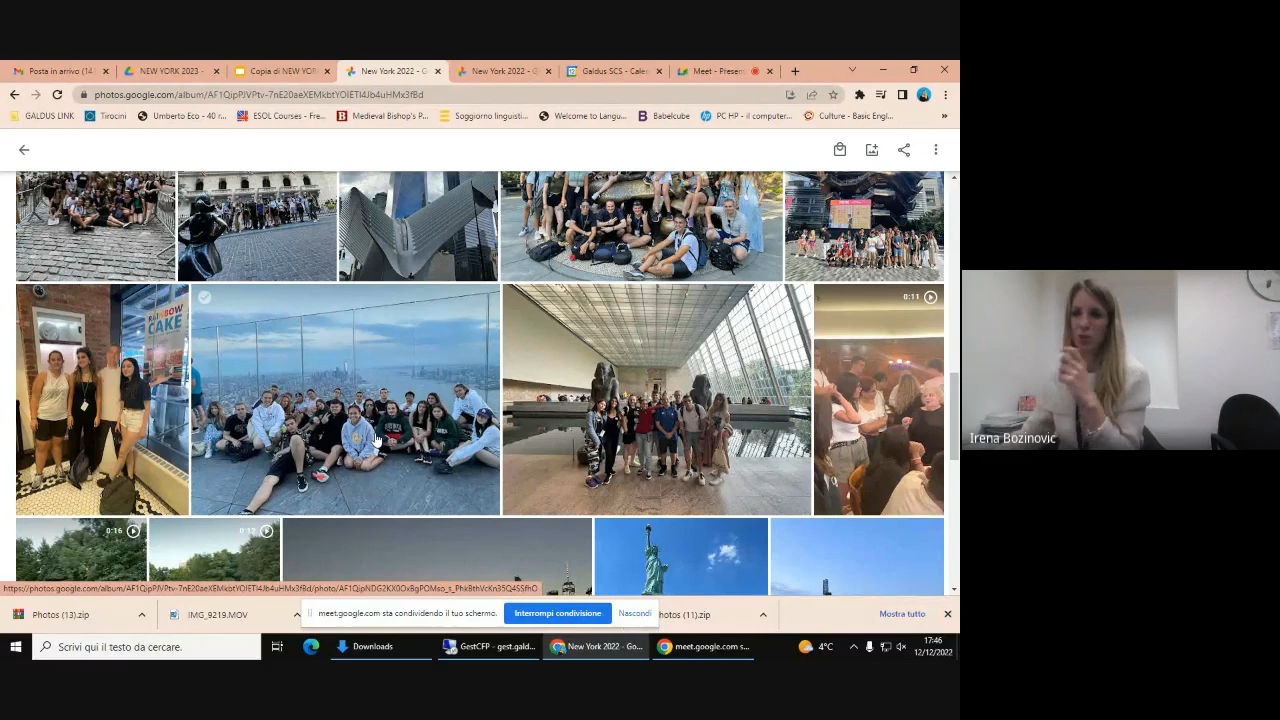 Posta in arrivo (14
NEW YORK 2023 -
Copia di NEW YOR
New York 2022 - G
New York 2022 - G
Galdus SCS - Cale
Meet - Presen
photos.google.com/album/AF1QipPJVPtv-7nE20aeXEMkbtYOlETl4Jb4uHMx3fBd
GALDUS LINK
Tirocini
Umberto Eco - 40 r...
ESOL Courses - Fre...
Medieval Bishop's P...
Soggiorno linguisti...
Welcome to Langu...
Babelcube
PC HP - il computer...
Culture - Basic Engl...
»
RAINBOW
CAKE
0:11
0:16
Irena Bozinovic
Photos (13).zip
IMG_9219.MOV
meet.google.com sta condividendo il tuo schermo.
Interrompi condivisione
Nascondi
hotos (11).zip
Mostra tutto
Scrivi qui il testo da cercare.
Downloads
GestCFP - gest.gald...
New York 2022 - Go...
meet.google.com s...
4°C
17:46
12/12/2022